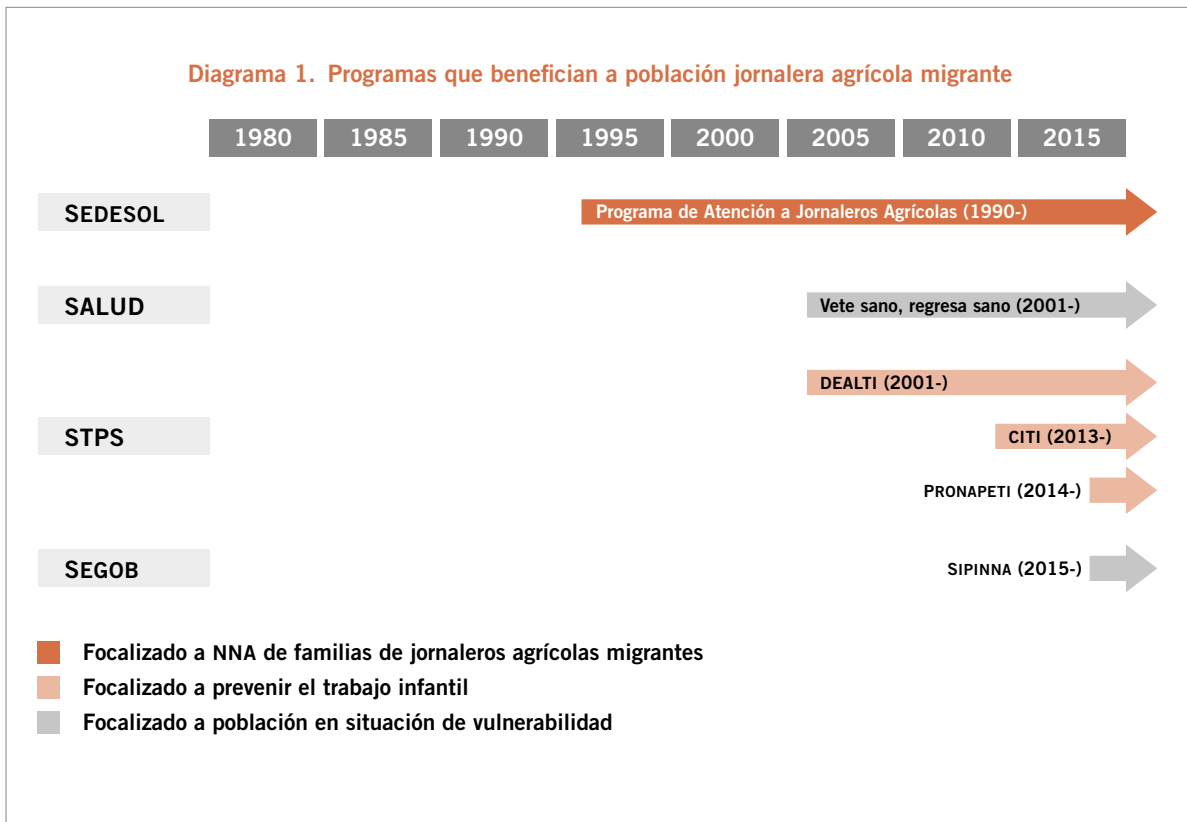 Diagrama 1. Programas que benefician a población jornalera agrícola migrante
1980 1985 1990 1995 2000 2005 2010 2015
SEDESOL
Programa de Atención a Jornaleros Agrícolas (1990-)
SALUD
Vete sano, regresa sano (2001-)
DEALTI (2001-)
STPS
CITI (2013-)
PRONAPETI (2014-)
SEGOB
SIPINNA (2015-)
Focalizado a NNA de familias de jornaleros agrícolas migrantes
Focalizado a prevenir el trabajo infantil
Focalizado a población en situación de vulnerabilidad